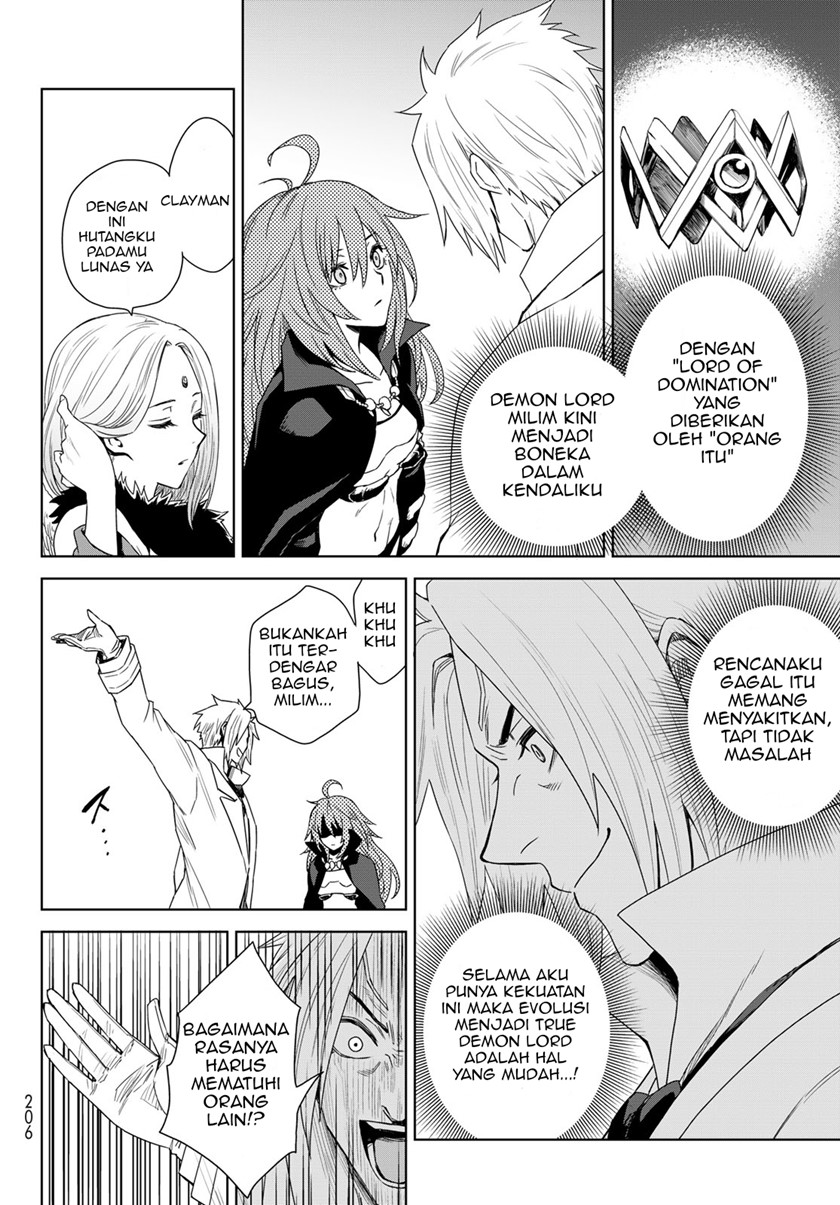 DENGAN
"LORD OF
DOMINATION"
YANG
DIBERIKAN
OLEH "ORANG
ITU"
DEMON LORD
MILIM KINI
MENJADI
BONEKA
DALAM
KENDALIKU
CLAYMAN
DENGAN
INI
HUTANGKU
PADAMU
LUNAS YA
RENCANAKU
GAGAL ITU
MEMANG
MENYAKITKAN,
TAPI TIDAK
MASALAH
SELAMA AKU
PUNYA KEKUATAN
INI MAKA EVOLUSI
MENJADI TRUE
DEMON LORD
ADALAH HAL
YANG MUDAH...!
KHU
KHU
KHU
BUKANKAH
ITU TER-
DENGAR
BAGUS,
MILIM...
ス…
BAGAIMANA
RASANYA
HARUS
MEMATUHI
ORANG
LAIN!?
206